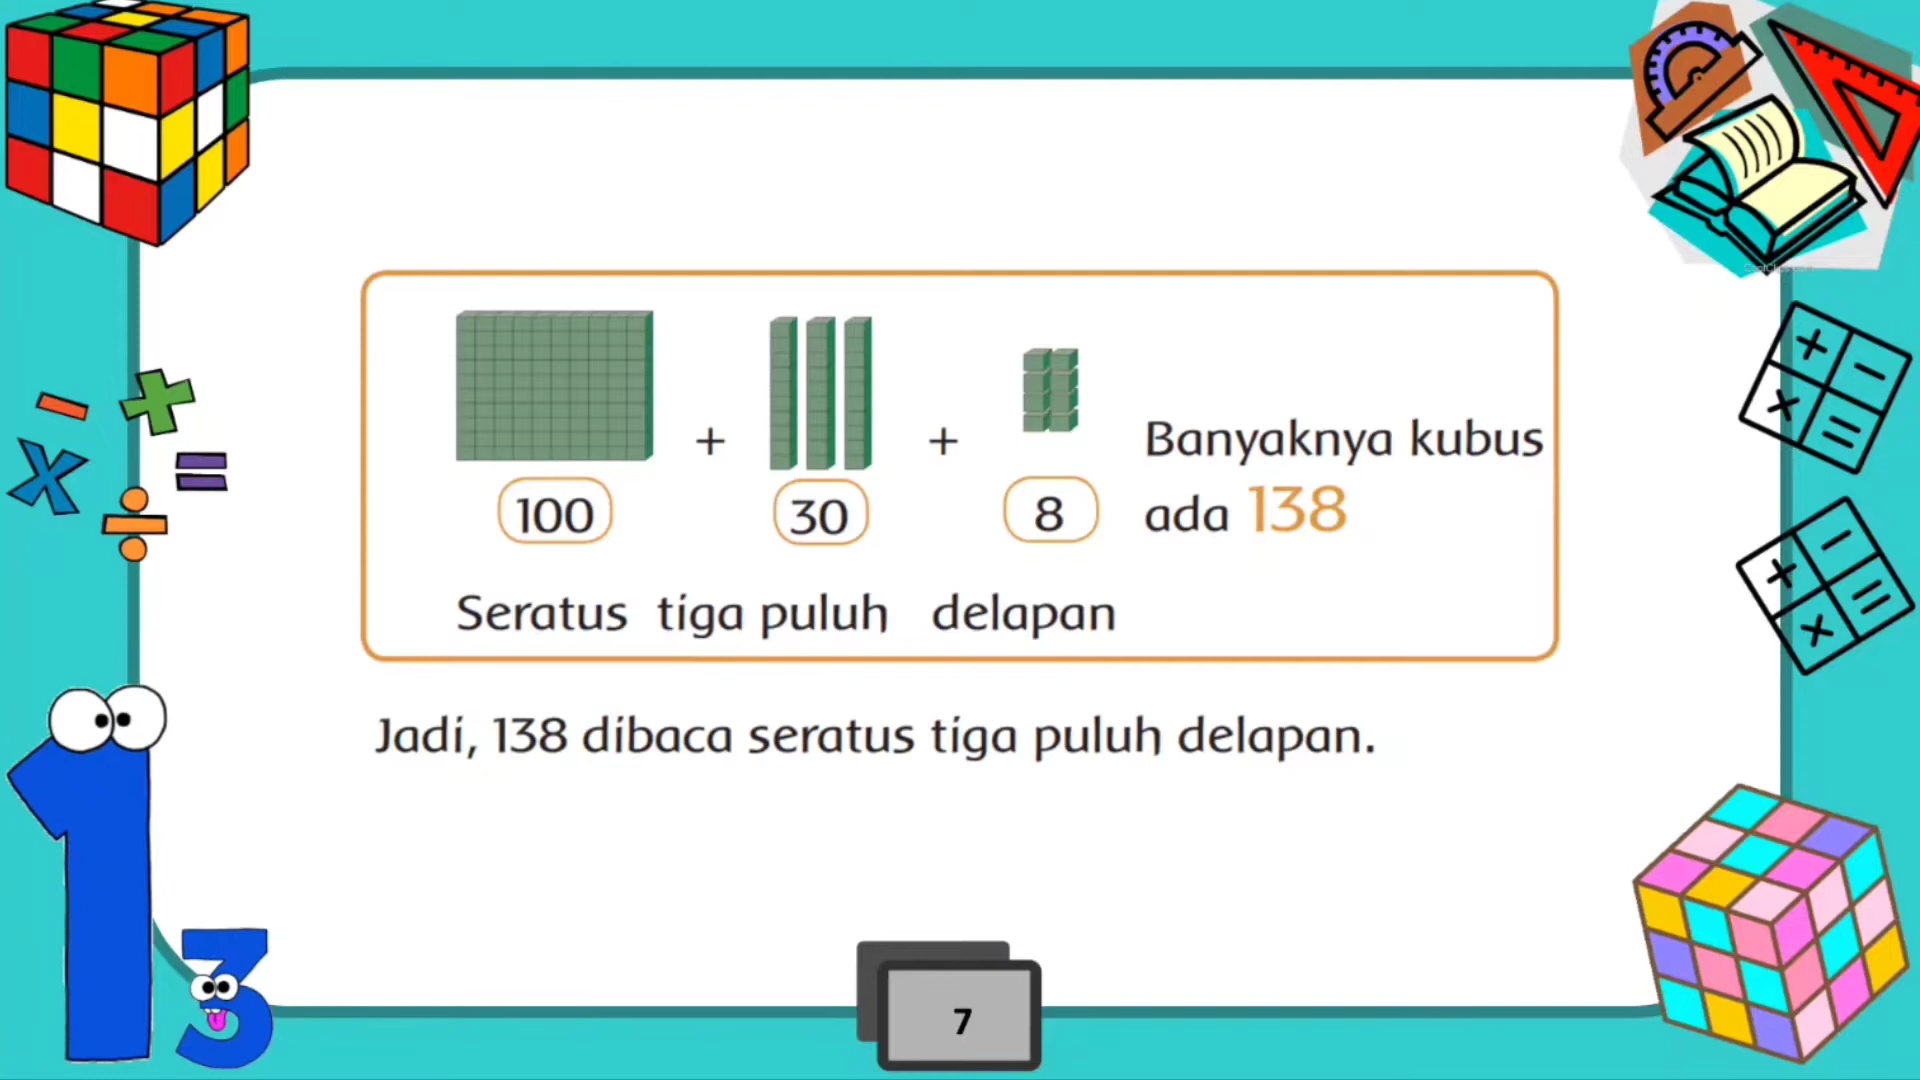 + + Banyaknya kubus
100 30 8 ada 138
Seratus tiga puluh delapan
Jadi, 138 dibaca seratus tiga puluh delapan.
7